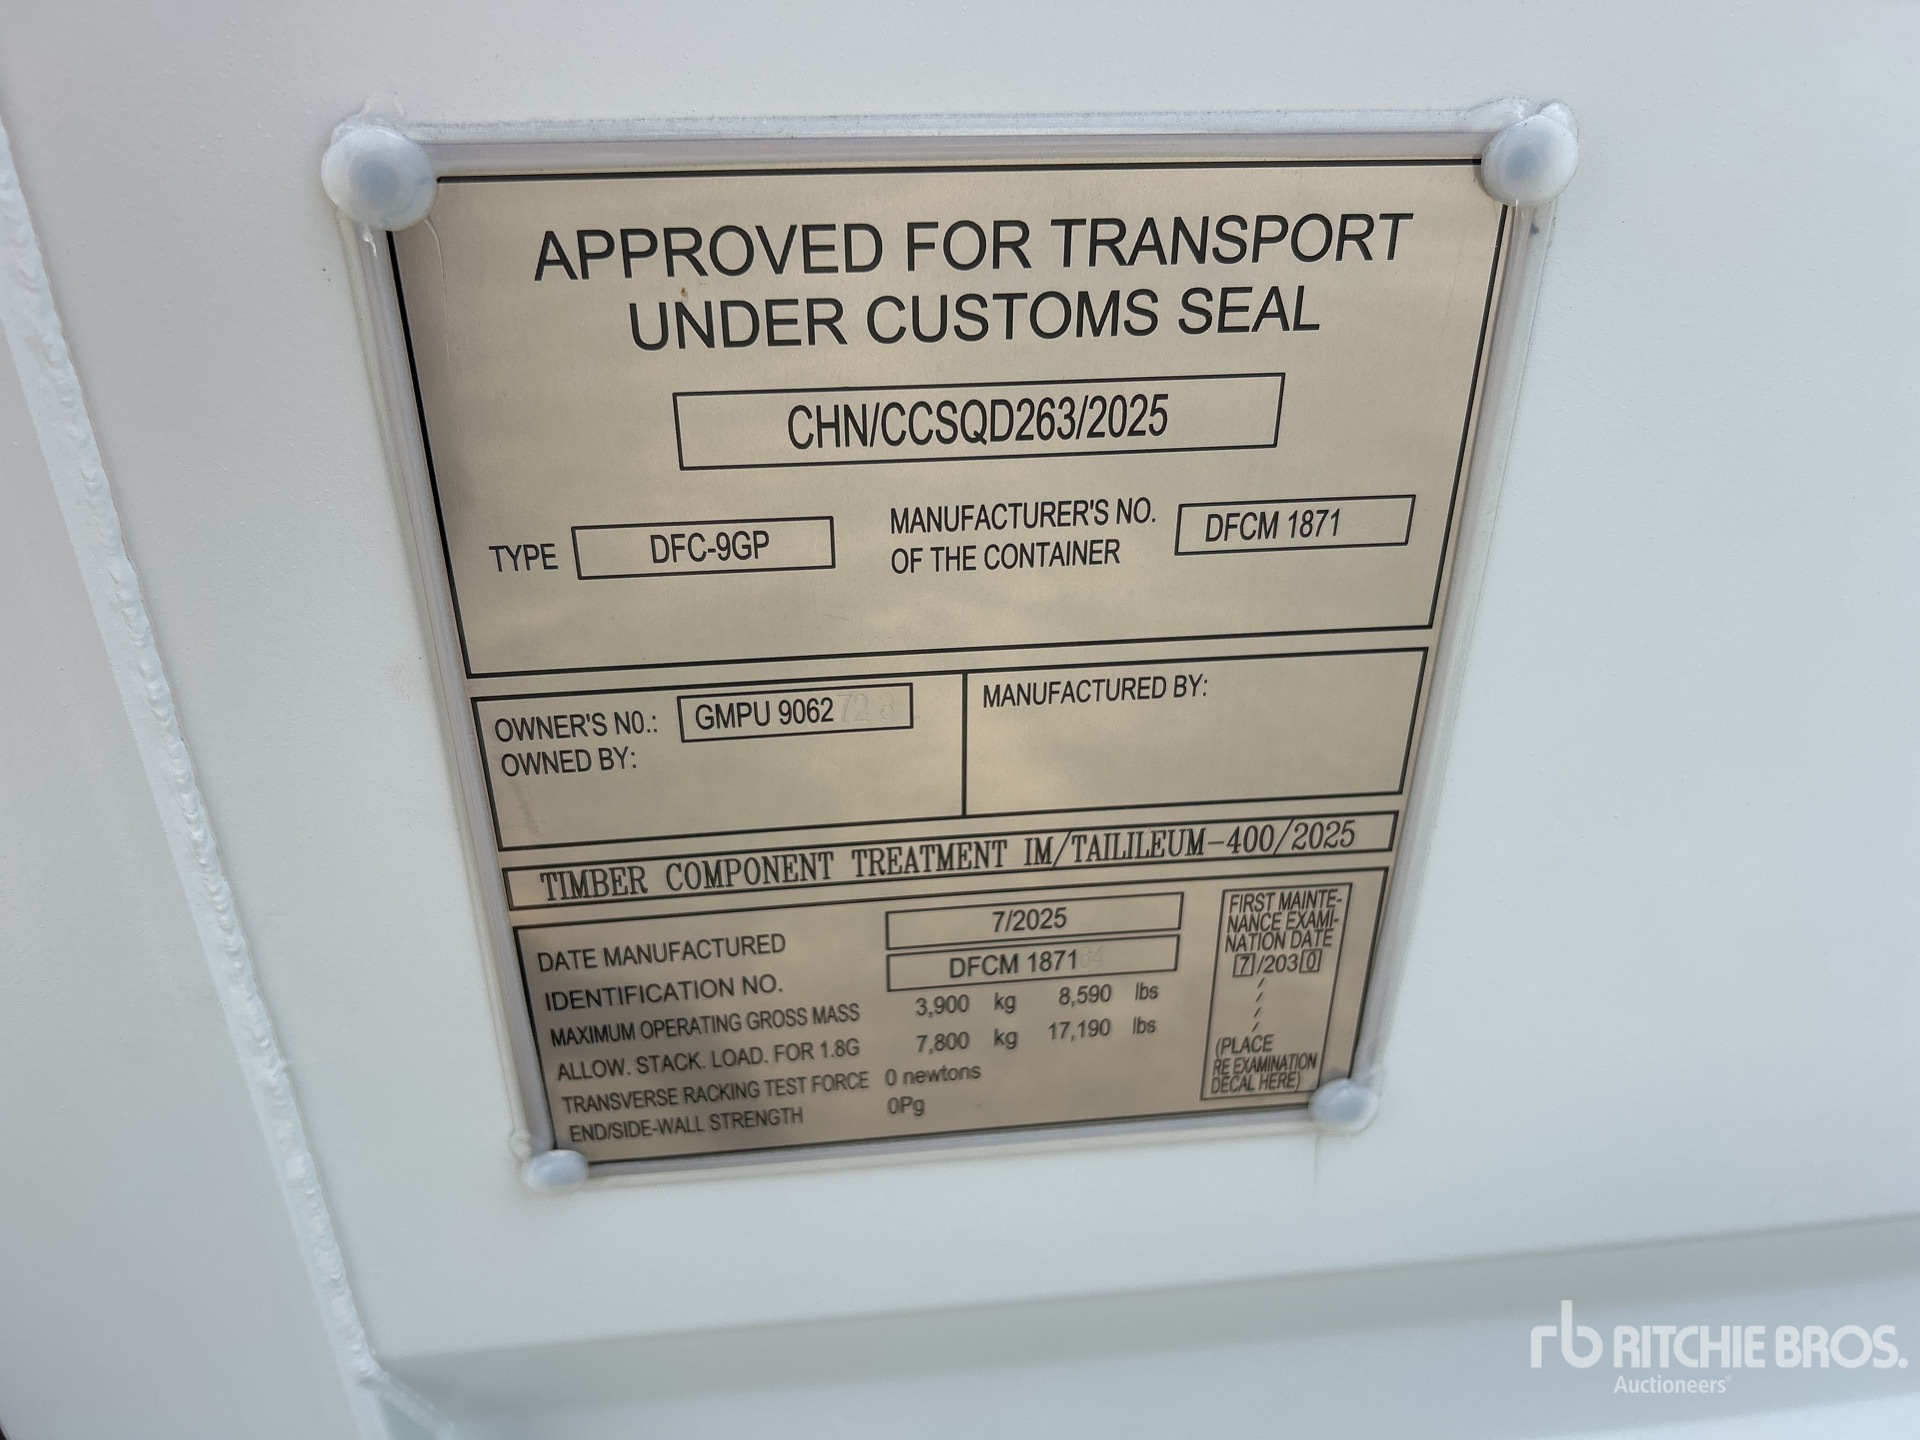 APPROVED FOR TRANSPORT
UNDER CUSTOMS SEAL
CHN/CCSQD263/2025
TYPE DFC-9GP
MANUFACTURER'S NO.
OF THE CONTAINER
DFCM 1871
OWNER'S N0.: GMPU 9062
OWNED BY:
MANUFACTURED BY:
TIMBER COMPONENT TREATMENT IM/TAILILEUM-400/2025
DATE MANUFACTURED 7/2025
IDENTIFICATION NO. DFCM 1871
MAXIMUM OPERATING GROSS MASS 3,900 kg 8,590 lbs
ALLOW. STACK. LOAD. FOR 1.8G 7,800 kg 17,190 lbs
TRANSVERSE RACKING TEST FORCE 0 newtons
END/SIDE-WALL STRENGTH 0Pg
FIRST MAINTE-
NANCE EXAMI-
NATION DATE
7/2030
/
/
/
(PLACE
RE EXAMINATION
DECAL HERE)
rb RITCHIE BROS.
Auctioneers